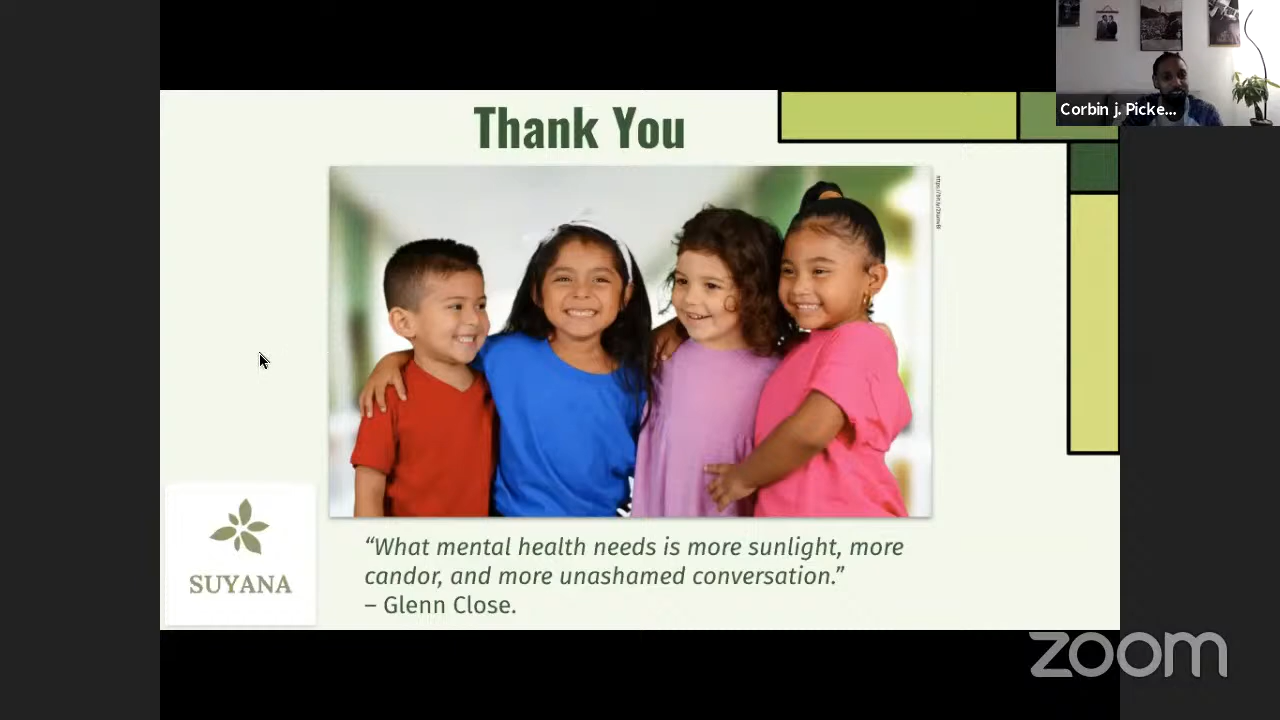 Thank You
Corbin j. Picke...
SUYANA
“What mental health needs is more sunlight, more
candor, and more unashamed conversation.”
– Glenn Close.
zoom